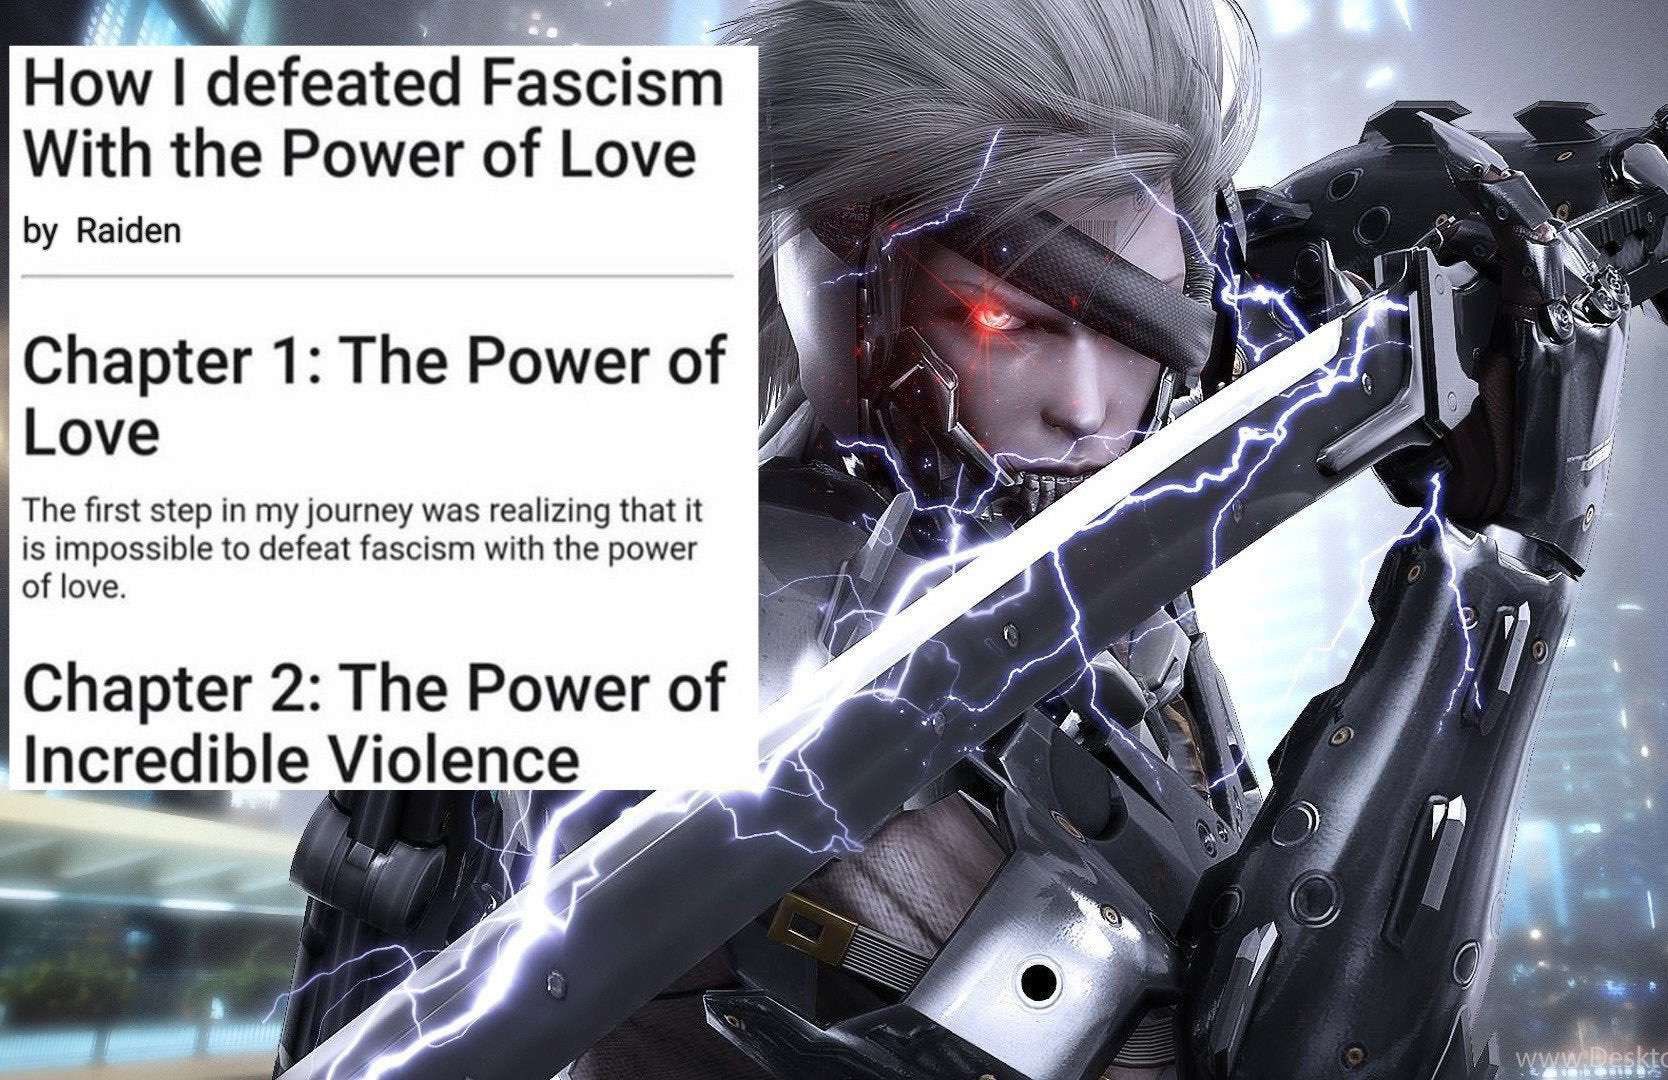 How I defeated Fascism
With the Power of Love
by Raiden
Chapter 1: The Power of
Love
The first step in my journey was realizing that it
is impossible to defeat fascism with the power
of love.
Chapter 2: The Power of
Incredible Violence